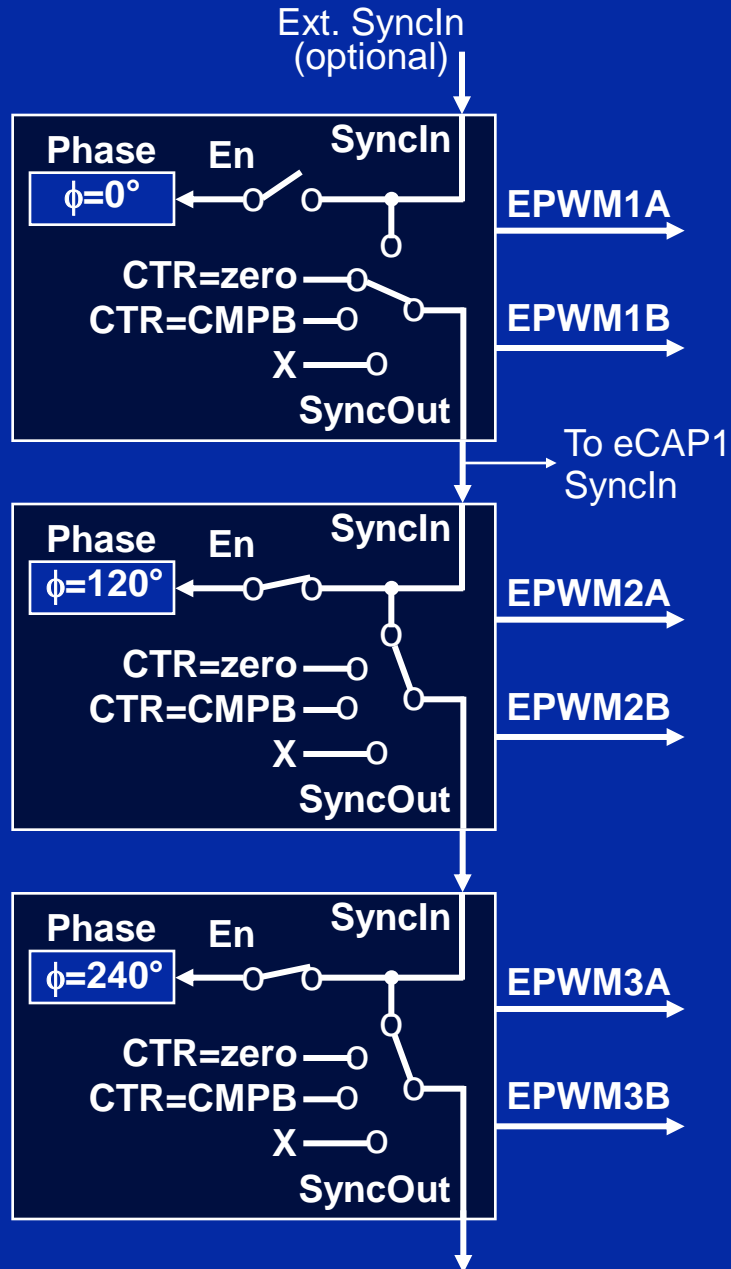 Ext. SyncIn
(optional)
SyncIn
Phase
En
ϕ=0°
EPWM1A
CTR=zero
CTR=CMPB
EPWM1B
X
SyncOut
To eCAP1
SyncIn
SyncIn
Phase
En
ϕ=120°
EPWM2A
CTR=zero
CTR=CMPB
EPWM2B
X
SyncOut
SyncIn
Phase
En
ϕ=240°
EPWM3A
CTR=zero
CTR=CMPB
EPWM3B
X
SyncOut